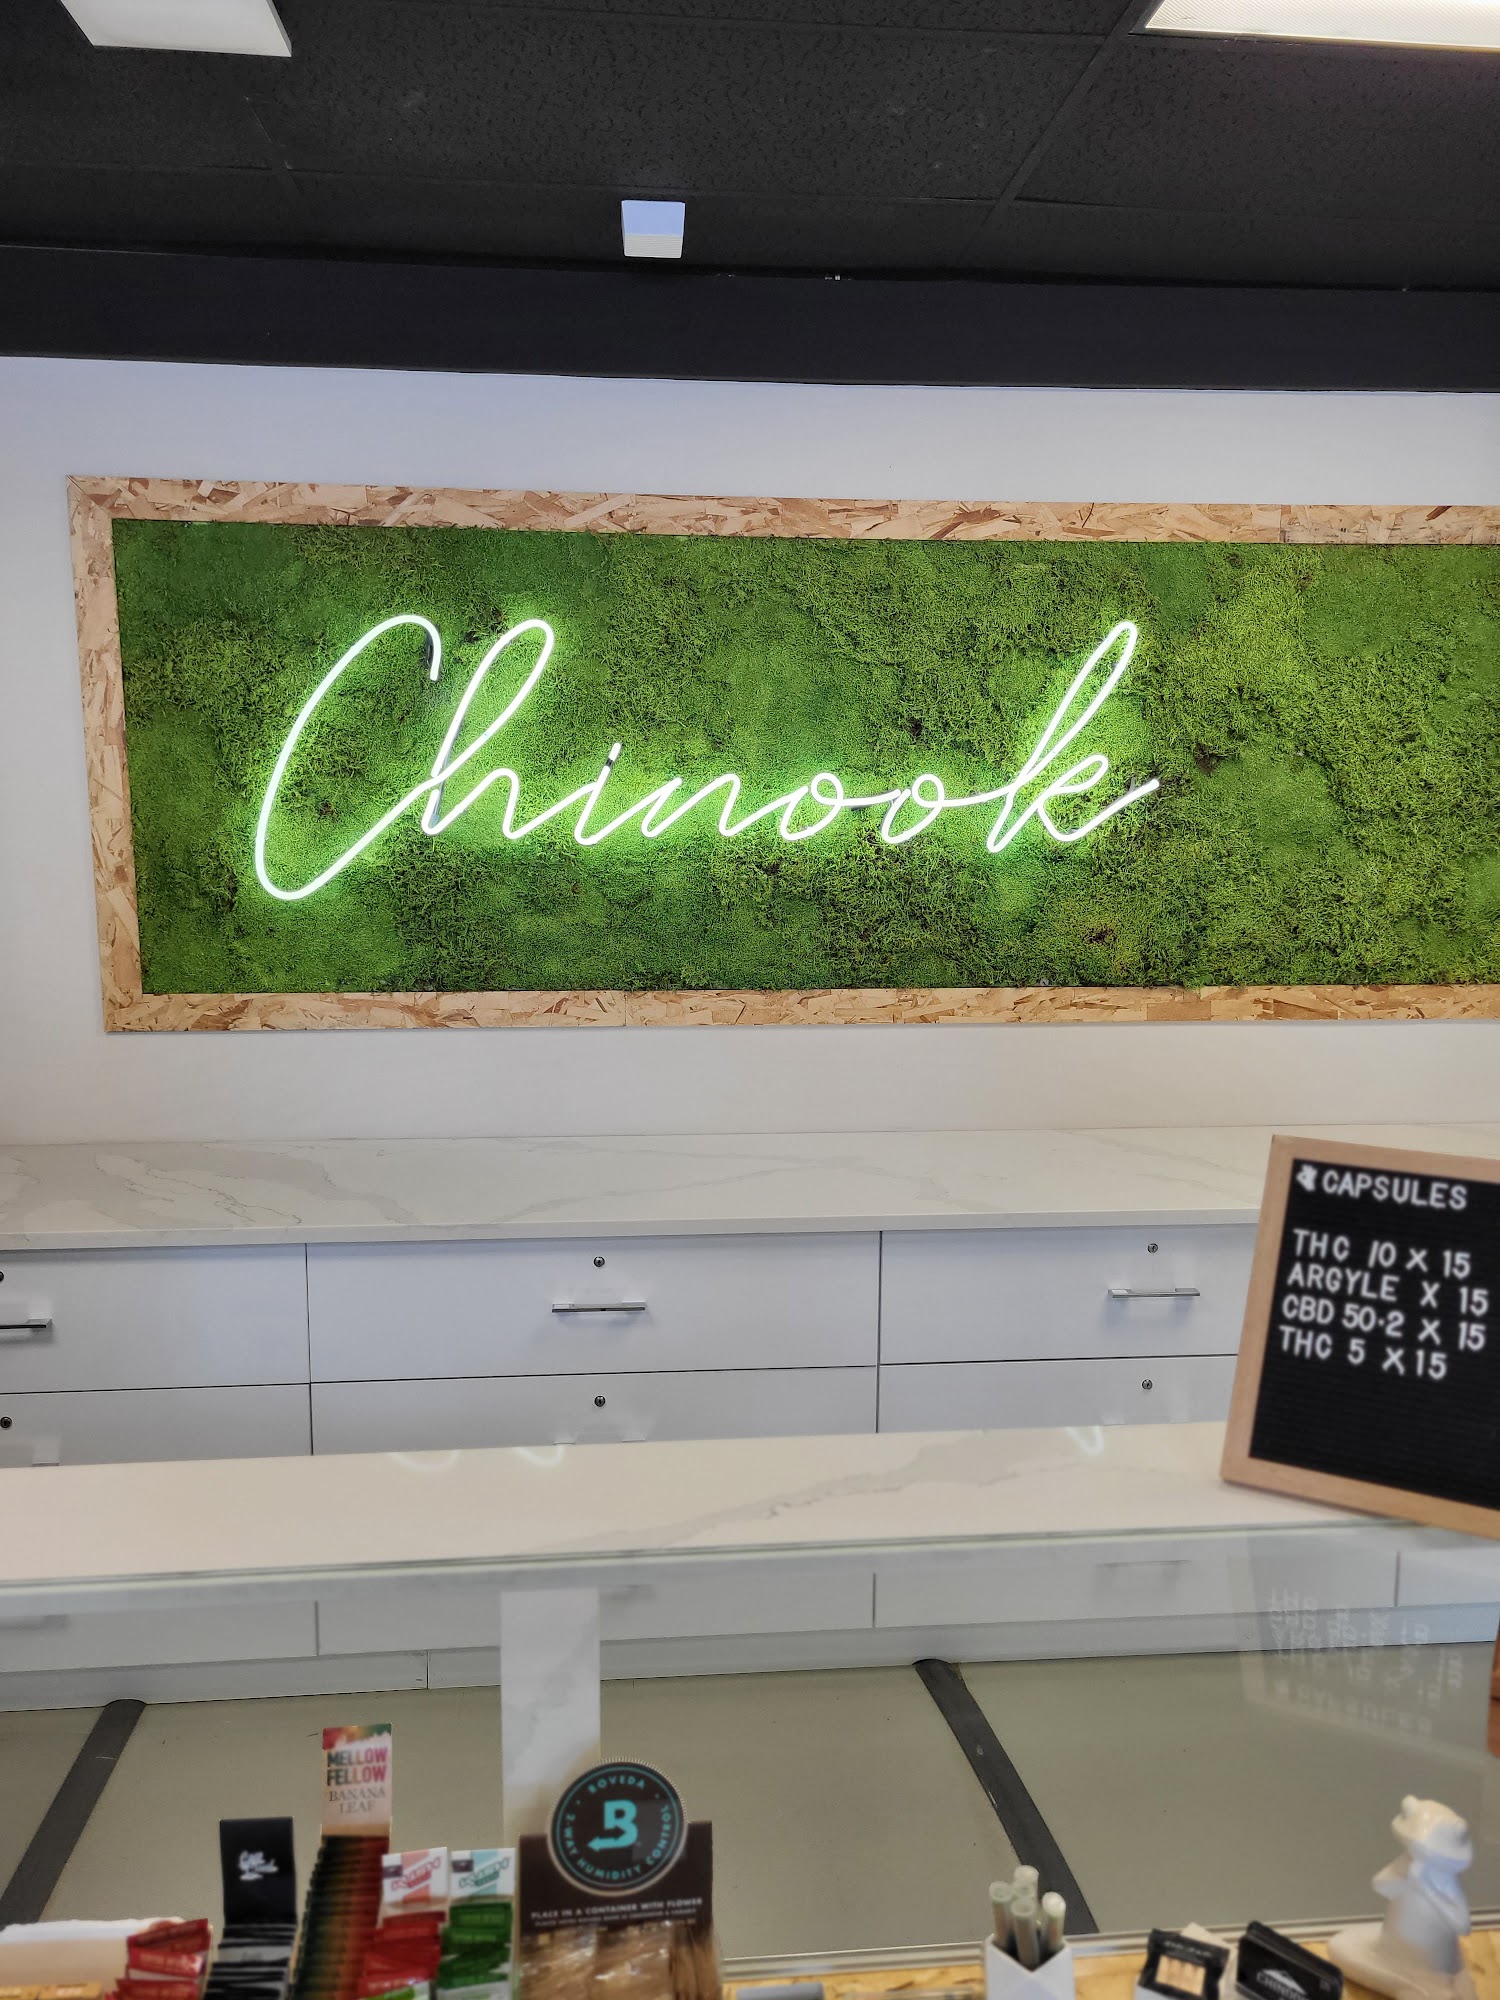 Chinook
CAPSULES
THC 10 X 15
ARGYLE X 15
CBD 50·2 X 15
THC 5 X 15
MELLOW
FELLOW
BANANA
LEAF
BOVEDA
B
2-WAY HUMIDITY CONTROL
PLACE IN A CONTAINER WITH FLOWER
CHINOOK